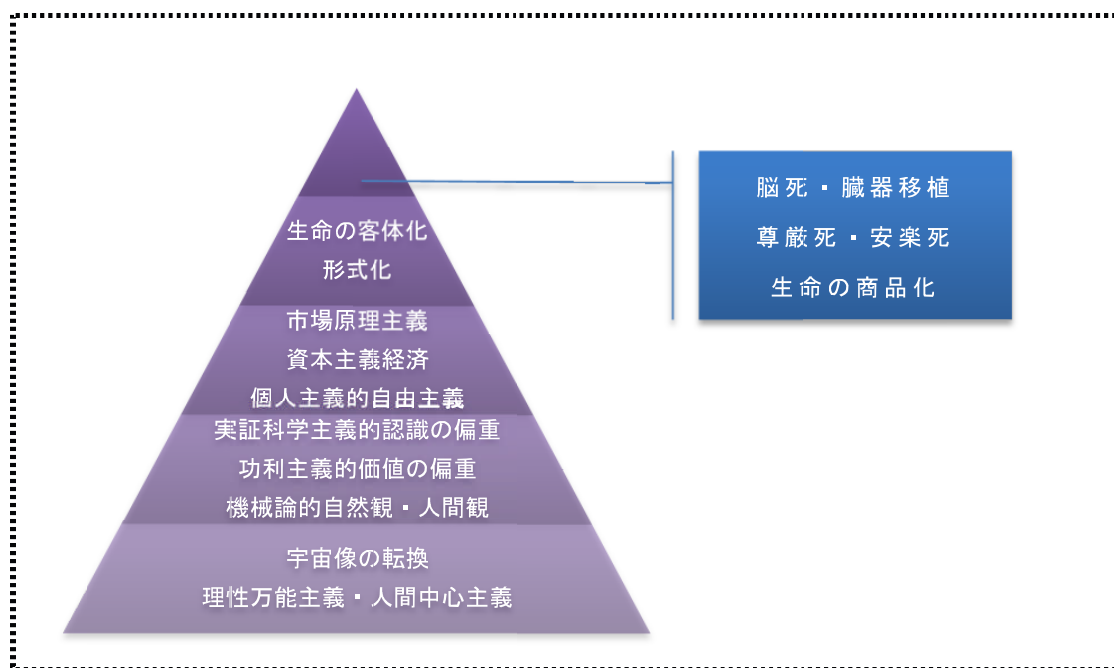 脳死・臓器移植
尊厳死・安楽死
生命の商品化
生命の客体化
形式化
市場原理主義
資本主義経済
個人主義的自由主義
実証科学主義的認識の偏重
功利主義的価値の偏重
機械論的自然観・人間観
宇宙像の転換
理性万能主義・人間中心主義